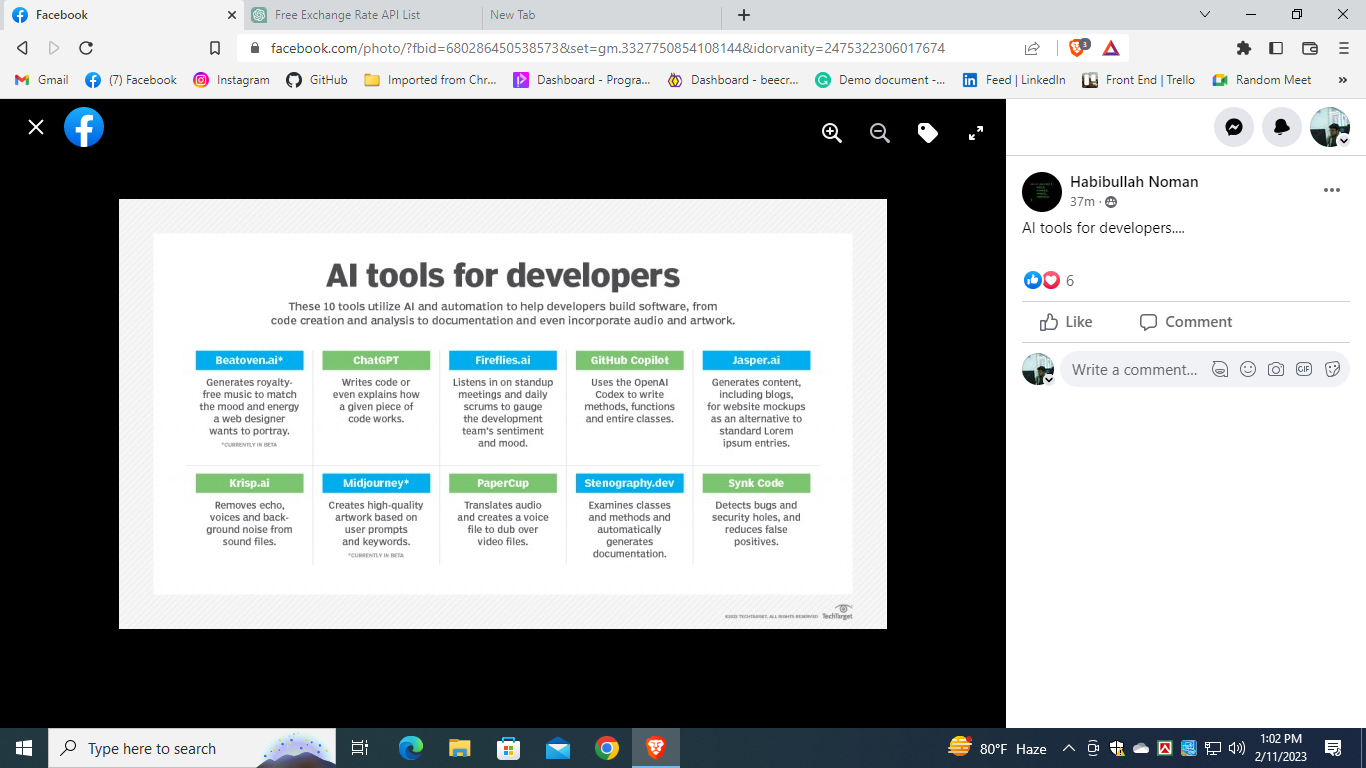 Facebook
Free Exchange Rate API List
New Tab
facebook.com/photo/?fbid=680286450538573&set=gm.3327750854108144&idorvanity=2475322306017674
3
Gmail
(7) Facebook
Instagram
GitHub
Imported from Chr...
Dashboard - Progra...
Dashboard - beecr...
Demo document -...
Feed | LinkedIn
Front End | Trello
Random Meet
»
AI tools for developers
These 10 tools utilize AI and automation to help developers build software, from
code creation and analysis to documentation and even incorporate audio and artwork.
Beatoven.ai*
Generates royalty-
free music to match
the mood and energy
a web designer
wants to portray.
*CURRENTLY IN BETA
ChatGPT
Writes code or
even explains how
a given piece of
code works.
Fireflies.ai
Listens in on standup
meetings and daily
scrums to gauge
the development
team's sentiment
and mood.
GitHub Copilot
Uses the OpenAI
Codex to write
methods, functions
and entire classes.
Jasper.ai
Generates content,
including blogs,
for website mockups
as an alternative to
standard Lorem
ipsum entries.
Krisp.ai
Removes echo,
voices and back-
ground noise from
sound files.
Midjourney*
Creates high-quality
artwork based on
user prompts
and keywords.
*CURRENTLY IN BETA
PaperCup
Translates audio
and creates a voice
file to dub over
video files.
Stenography.dev
Examines classes
and methods and
automatically
generates
documentation.
Synk Code
Detects bugs and
security holes, and
reduces false
positives.
TECHTARGET, ALL RIGHTS RESERVED TechTarget
Habibullah Noman
37m ·
AI tools for developers....
6
Like
Comment
Write a comment...
GIF
Type here to search
80°F Haze
1:02 PM
2/11/2023